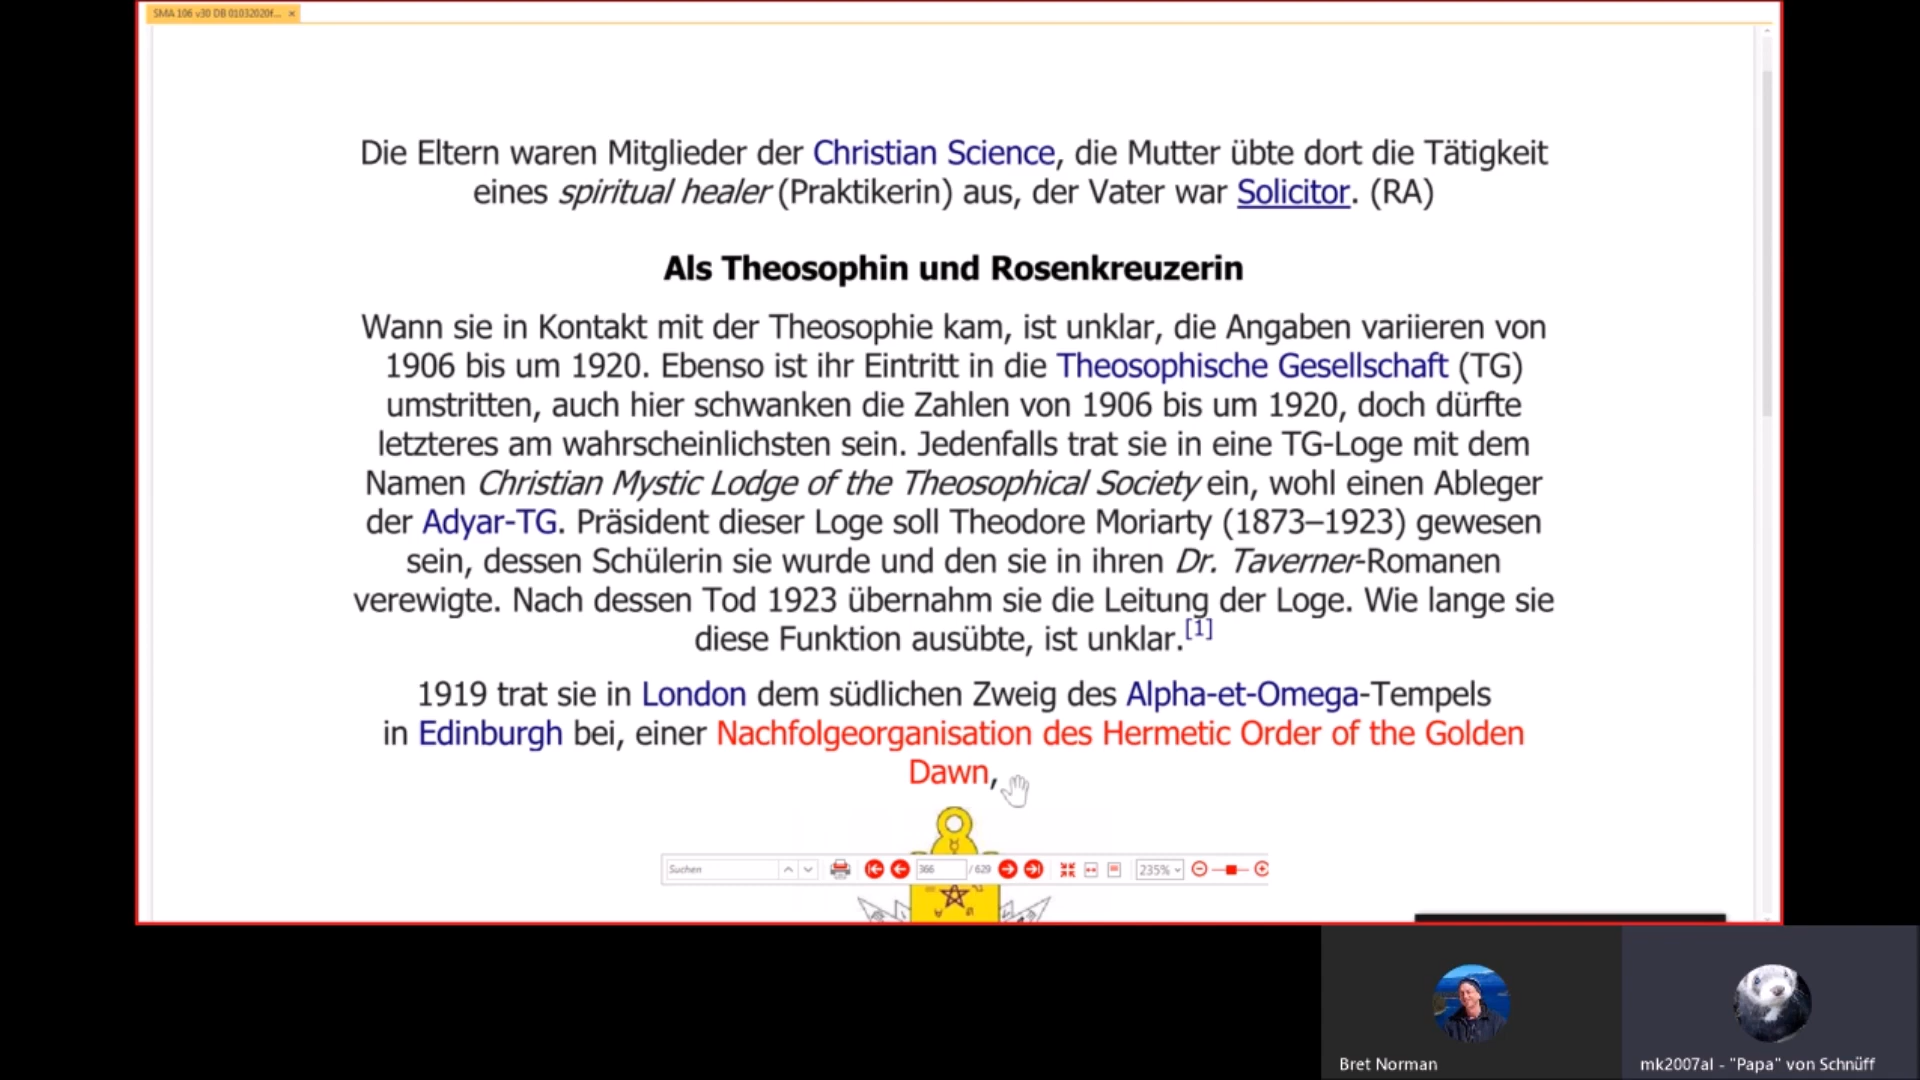 SMA 106 v30 DB 01032020f...
Die Eltern waren Mitglieder der Christian Science, die Mutter übte dort die Tätigkeit
eines spiritual healer (Praktikerin) aus, der Vater war Solicitor. (RA)
Als Theosophin und Rosenkreuzerin
Wann sie in Kontakt mit der Theosophie kam, ist unklar, die Angaben variieren von
1906 bis um 1920. Ebenso ist ihr Eintritt in die Theosophische Gesellschaft (TG)
umstritten, auch hier schwanken die Zahlen von 1906 bis um 1920, doch dürfte
letzteres am wahrscheinlichsten sein. Jedenfalls trat sie in eine TG-Loge mit dem
Namen Christian Mystic Lodge of the Theosophical Society ein, wohl einen Ableger
der Adyar-TG. Präsident dieser Loge soll Theodore Moriarty (1873–1923) gewesen
sein, dessen Schülerin sie wurde und den sie in ihren Dr. Taverner-Romanen
verewigte. Nach dessen Tod 1923 übernahm sie die Leitung der Loge. Wie lange sie
diese Funktion ausübte, ist unklar.[1]
1919 trat sie in London dem südlichen Zweig des Alpha-et-Omega-Tempels
in Edinburgh bei, einer Nachfolgeorganisation des Hermetic Order of the Golden
Dawn,
Suchen 366 / 629 235%
Bret Norman
mk2007al - "Papa" von Schnüff